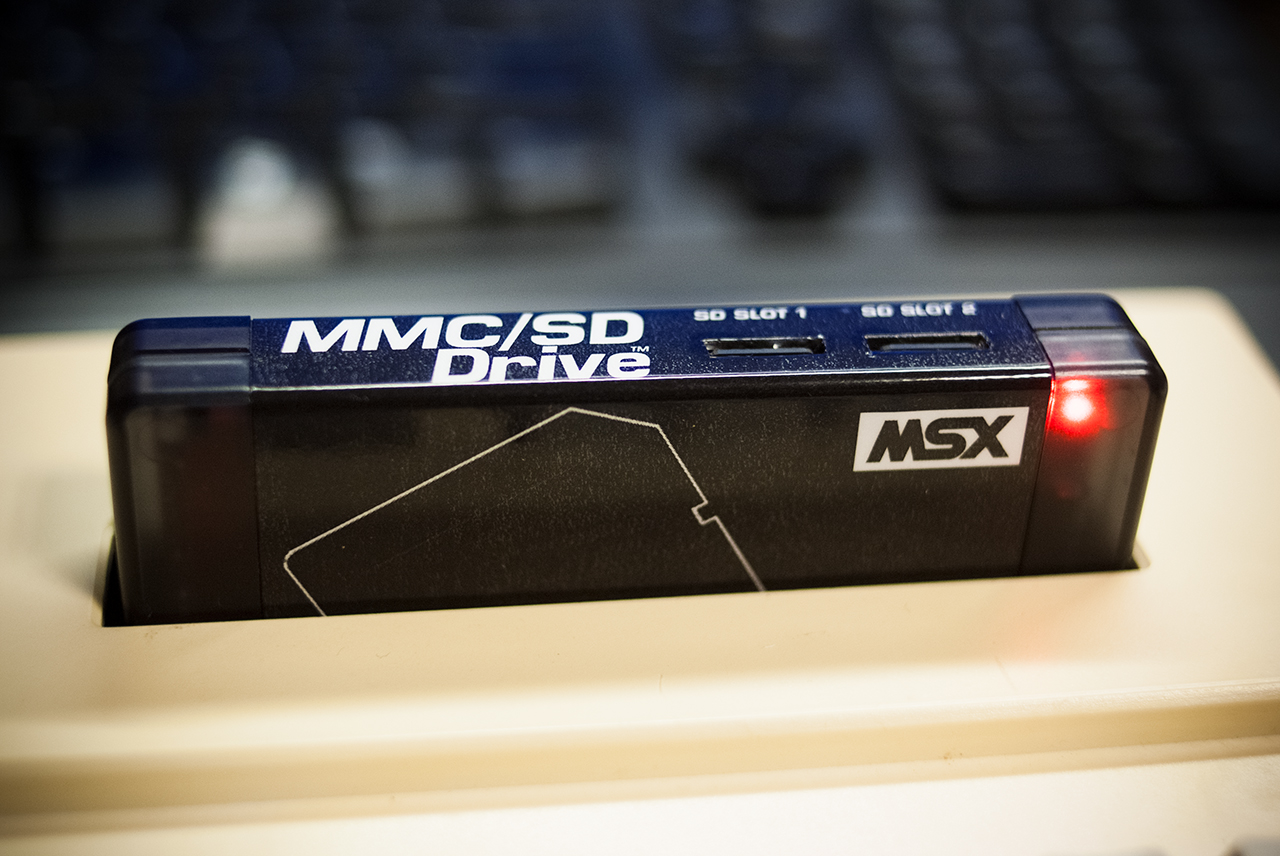 MMC/SD
Drive™
SD SLOT 1
SD SLOT 2
MSX